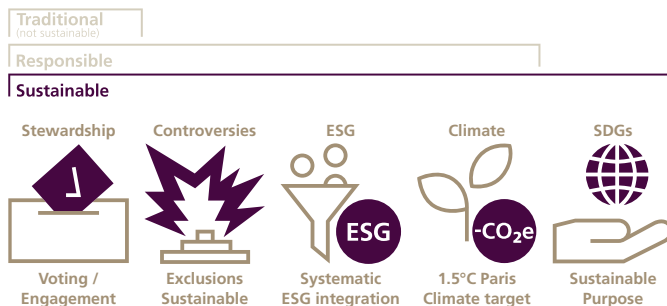 Traditional
(not sustainable)
Responsible
Sustainable
Stewardship
Controversies
ESG
Climate
SDGs
ESG
-CO₂e
Voting /
Engagement
Exclusions
Sustainable
Systematic
ESG integration
1.5°C Paris
Climate target
Sustainable
Purpose